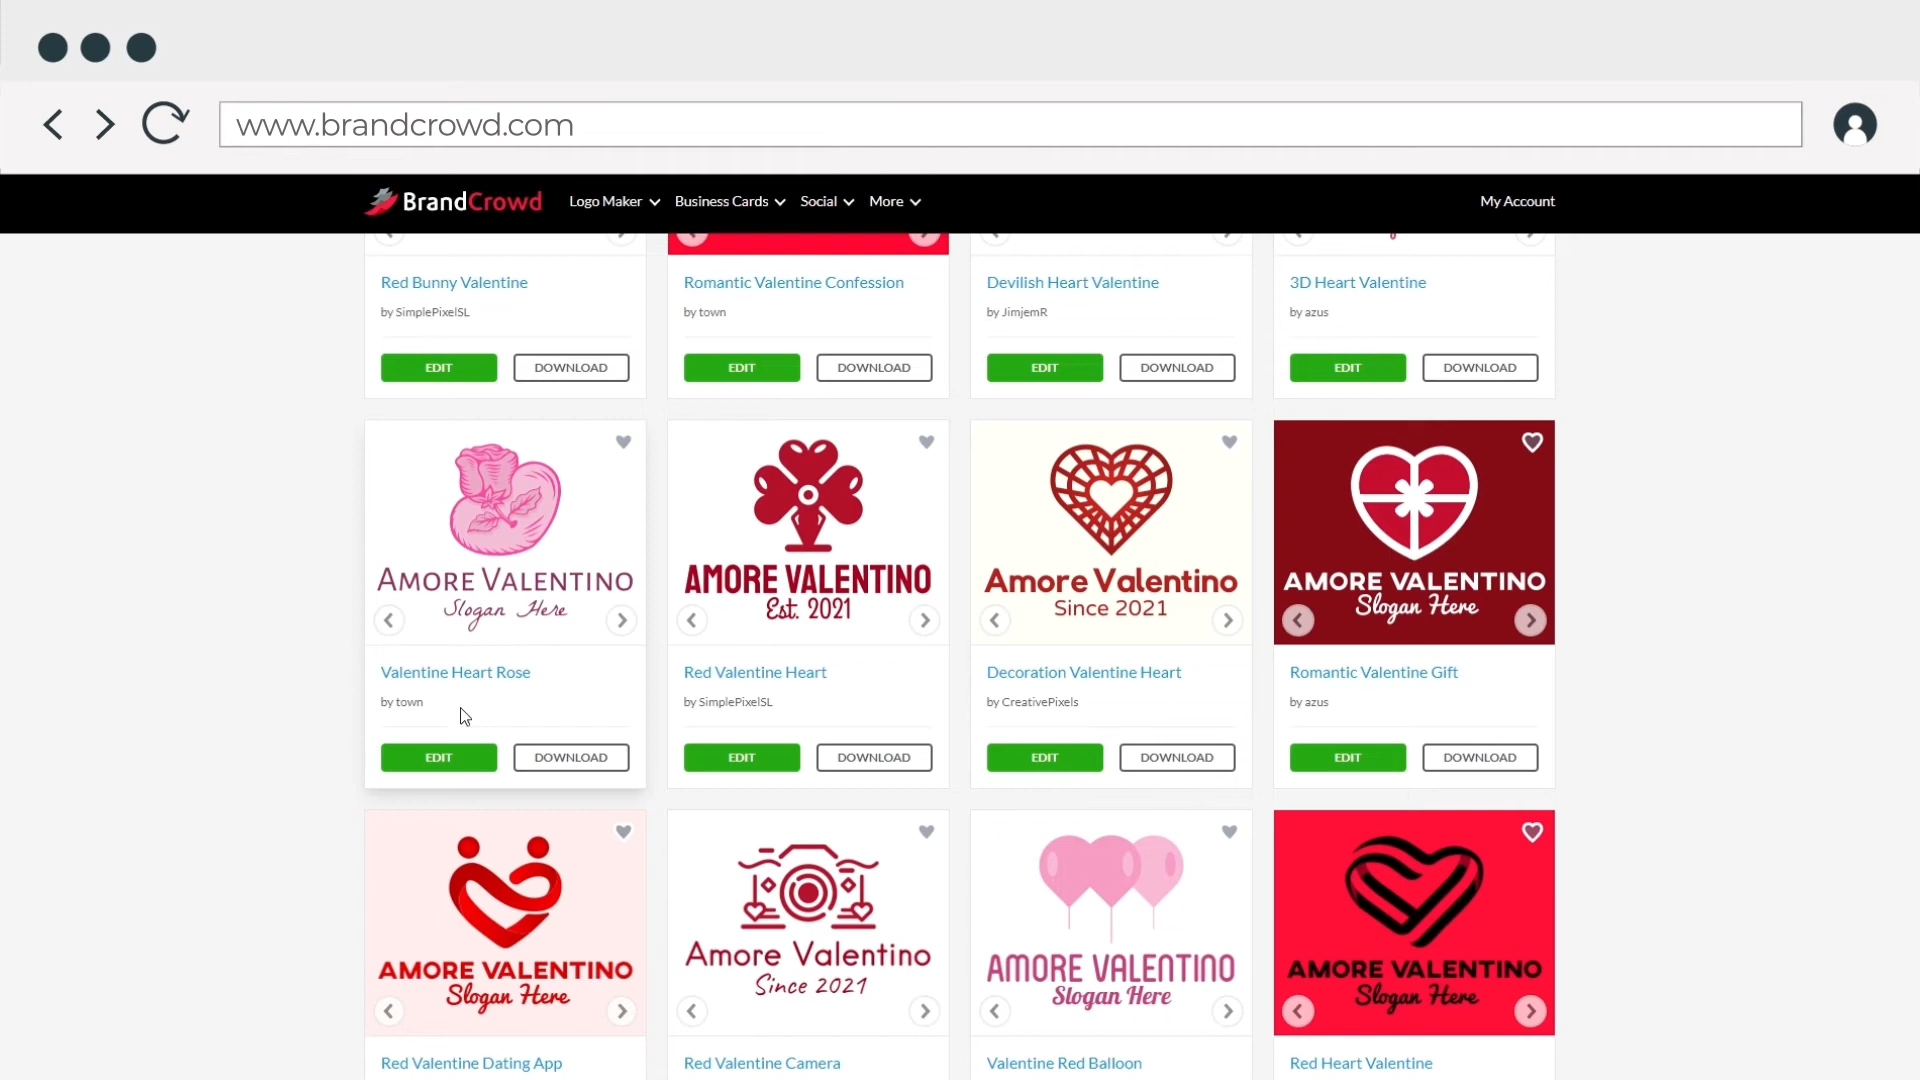 www.brandcrowd.com
BrandCrowd Logo Maker Business Cards Social More My Account
Red Bunny Valentine
by SimplePixelSL
EDIT DOWNLOAD
Romantic Valentine Confession
by town
EDIT DOWNLOAD
Devilish Heart Valentine
by JimjemR
EDIT DOWNLOAD
3D Heart Valentine
by azus
EDIT DOWNLOAD
AMORE VALENTINO
Slogan Here
Valentine Heart Rose
by town
EDIT DOWNLOAD
AMORE VALENTINO
Est. 2021
Red Valentine Heart
by SimplePixelSL
EDIT DOWNLOAD
Amore Valentino
Since 2021
Decoration Valentine Heart
by CreativePixels
EDIT DOWNLOAD
AMORE VALENTINO
Slogan Here
Romantic Valentine Gift
by azus
EDIT DOWNLOAD
AMORE VALENTINO
Slogan Here
Red Valentine Dating App
Amore Valentino
Since 2021
Red Valentine Camera
AMORE VALENTINO
Slogan Here
Valentine Red Balloon
AMORE VALENTINO
Slogan Here
Red Heart Valentine